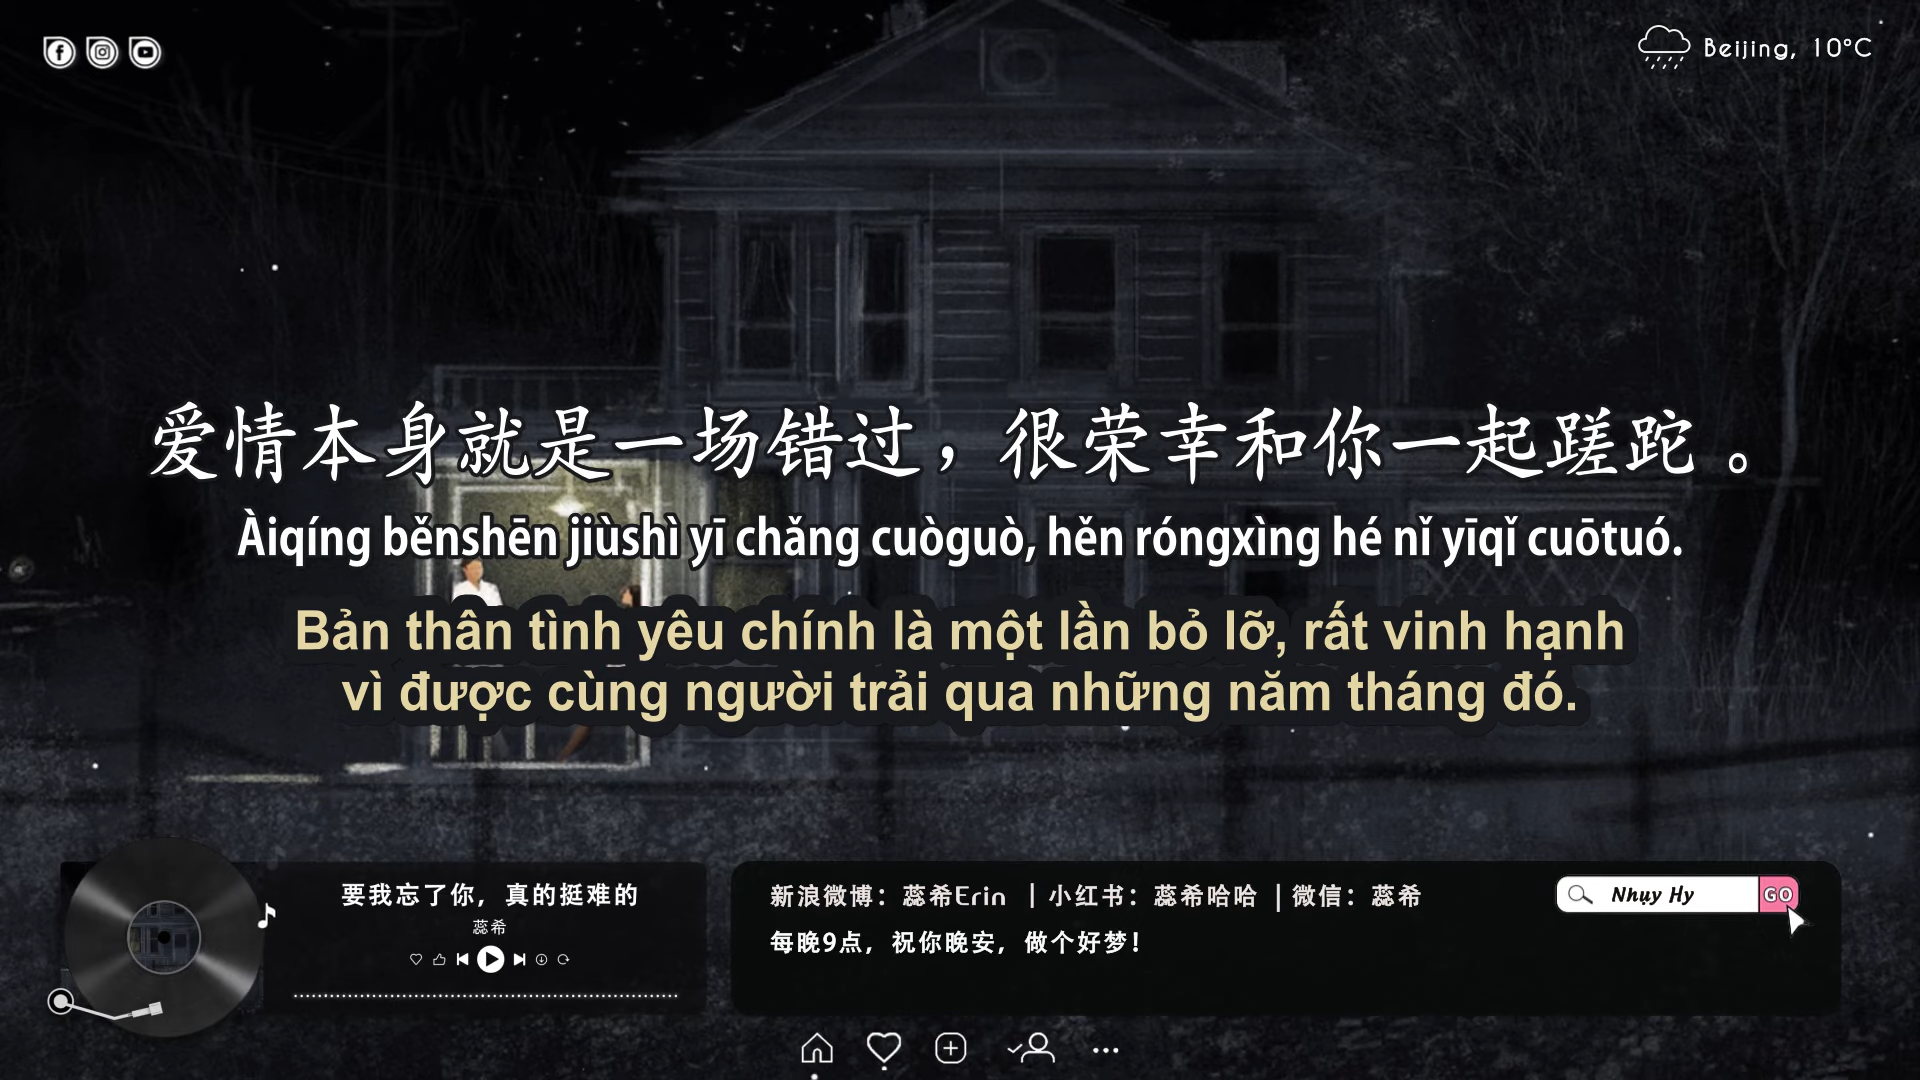 Beijing, 10°C
爱情本身就是一场错过，很荣幸和你一起蹉跎。
Àiqíng běnshēn jiùshì yī chǎng cuòguò, hěn róngxìng hé nǐ yīqǐ cuōtuó.
Bản thân tình yêu chính là một lần bỏ lỡ, rất vinh hạnh
vì được cùng người trải qua những năm tháng đó.
要我忘了你，真的挺难的
蕊希
新浪微博：蕊希Erin ｜小红书：蕊希哈哈 ｜微信：蕊希
每晚9点，祝你晚安，做个好梦！
Nhụy Hy
GO